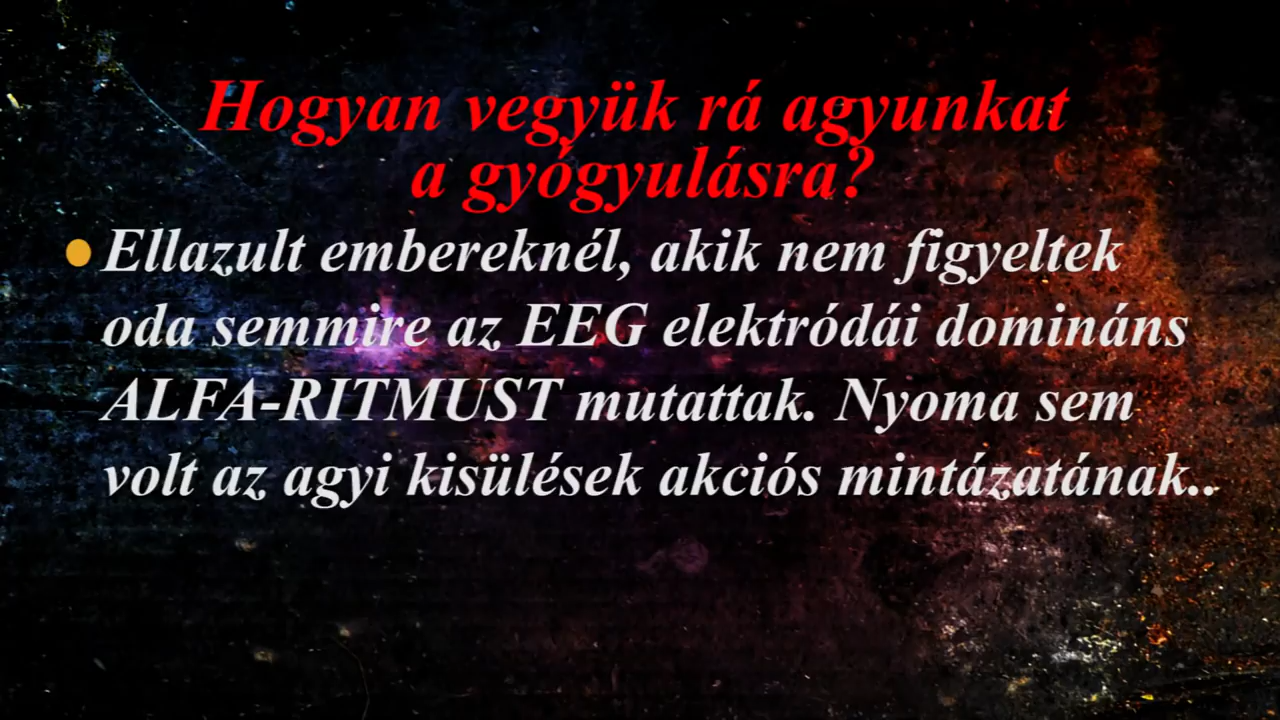 Hogyan vegyük rá agyunkat
a gyógyulásra?
Ellazult embereknél, akik nem figyeltek
oda semmire az EEG elektródái domináns
ALFA-RITMUST mutattak. Nyoma sem
volt az agyi kisülések akciós mintázatának..